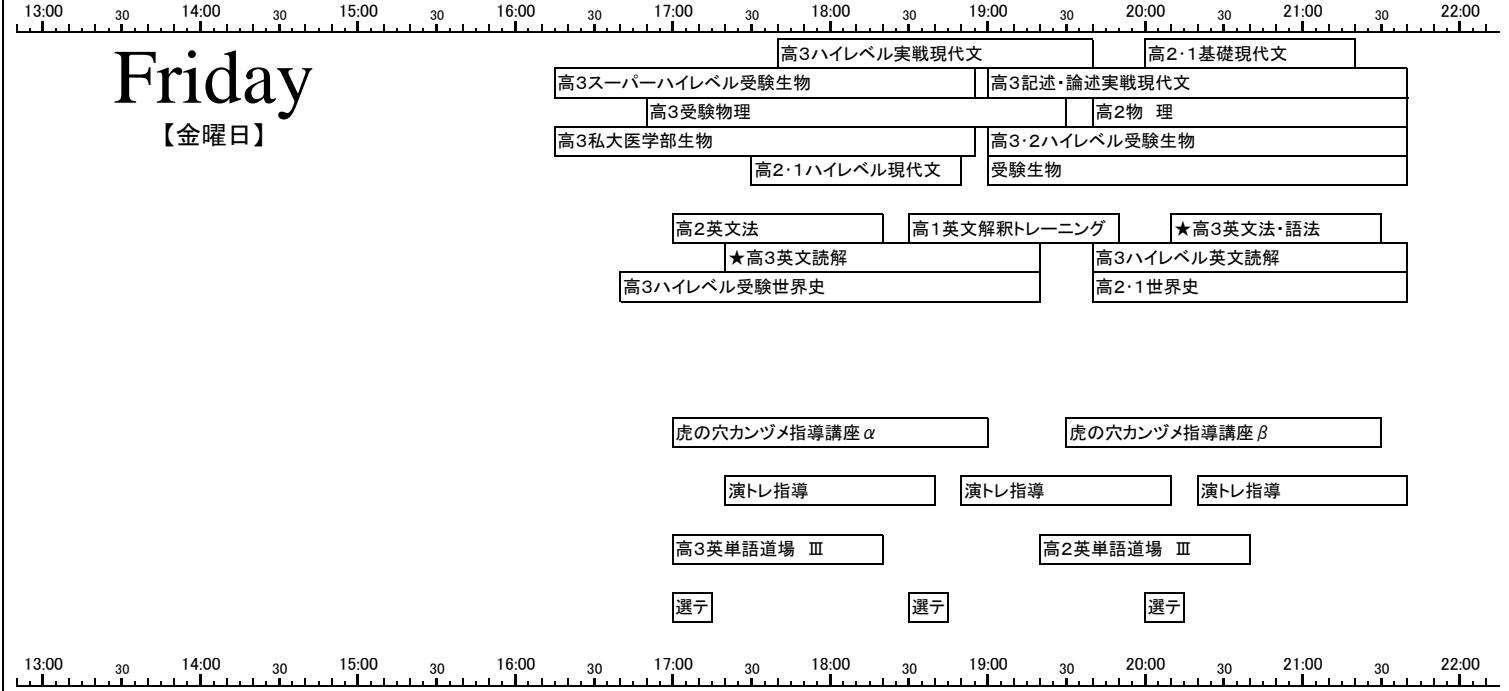 13:00 30 14:00 30 15:00 30 16:00 30 17:00 30 18:00 30 19:00 30 20:00 30 21:00 30 22:00
Friday
【金曜日】
高3ハイレベル実戦現代文 高2・1基礎現代文
高3スーパーハイレベル受験生物 高3記述・論述実戦現代文
高3受験物理 高2物　理
高3私大医学部生物 高3・2ハイレベル受験生物
高2・1ハイレベル現代文 受験生物
高2英文法 高1英文解釈トレーニング ★高3英文法・語法
★高3英文読解 高3ハイレベル英文読解
高3ハイレベル受験世界史 高2・1世界史
虎の穴カンヅメ指導講座α 虎の穴カンヅメ指導講座β
演トレ指導 演トレ指導 演トレ指導
高3英単語道場　Ⅲ 高2英単語道場　Ⅲ
選テ 選テ 選テ
13:00 30 14:00 30 15:00 30 16:00 30 17:00 30 18:00 30 19:00 30 20:00 30 21:00 30 22:00